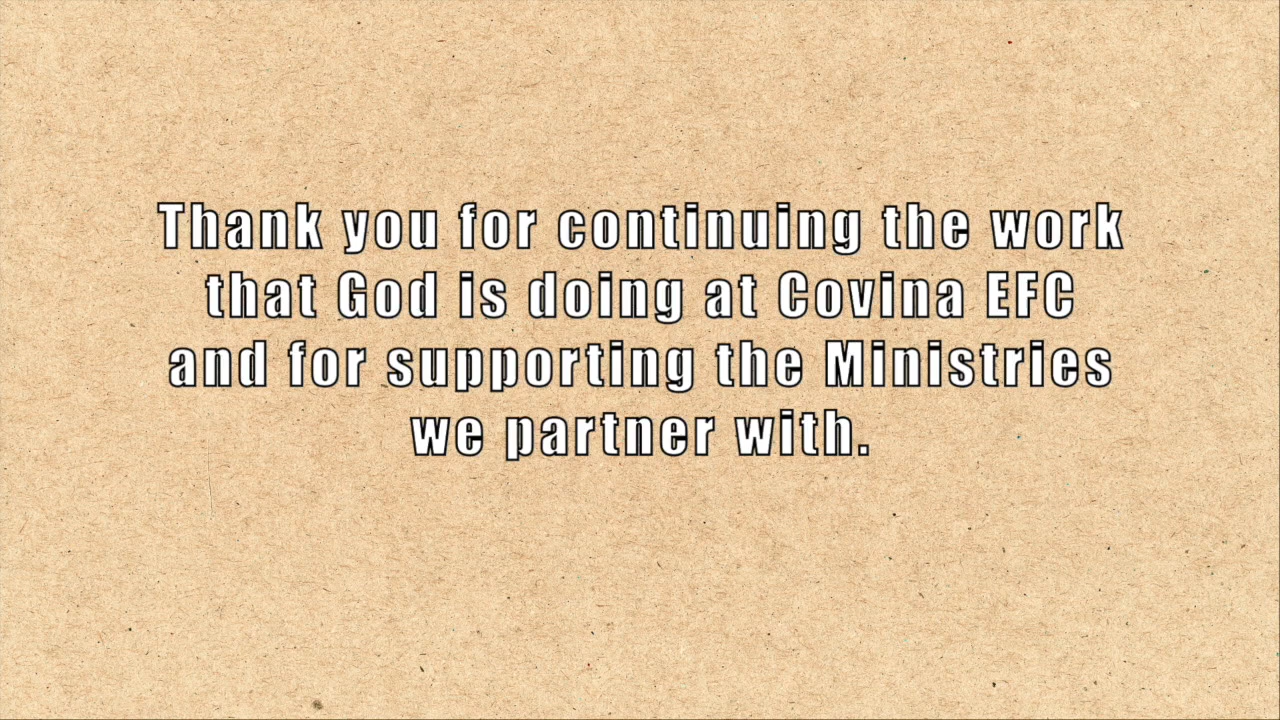 Thank you for continuing the work
that God is doing at Covina EFC
and for supporting the Ministries
we partner with.